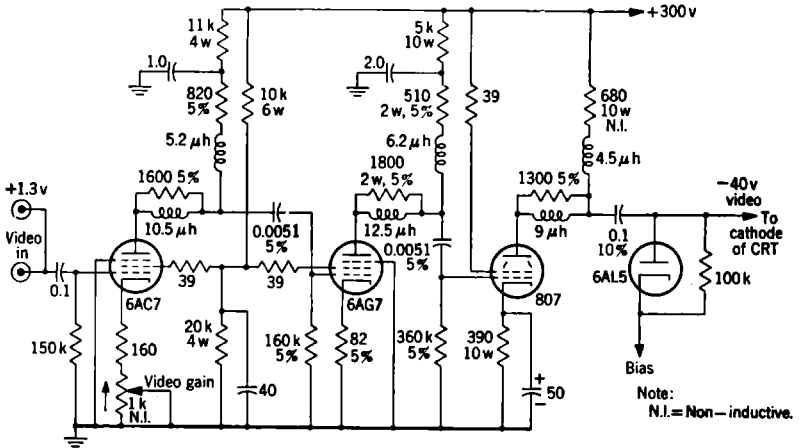 +300 v
11 k
4 w
5 k
10 w
1.0
2.0
820
5%
10 k
6 w
510
2 w, 5%
39
680
10 w
N.I.
5.2 μh
6.2 μh
4.5 μh
1600 5%
10.5 μh
1800
2 w, 5%
12.5 μh
1300 5%
9 μh
+1.3 v
Video
in
0.1
0.0051
5%
0.0051
5%
0.1
10%
-40 v
video
To
cathode
of CRT
6AC7
39
39
6AG7
807
6AL5
100 k
150 k
160
20 k
4 w
160 k
5%
82
5%
360 k
5%
390
10 w
+
-
50
Bias
Video gain
1 k
N.I.
40
Note:
N.I. = Non-inductive.